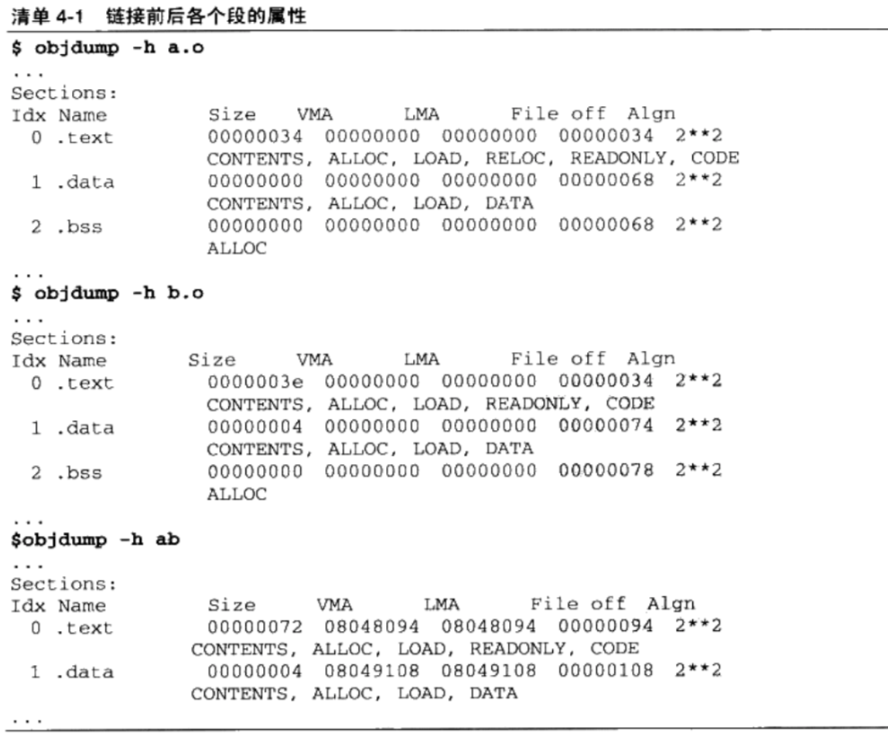 清单 4-1 链接前后各个段的属性
$ objdump -h a.o
...
Sections:
Idx Name Size VMA LMA File off Algn
0 .text 00000034 00000000 00000000 00000034 2**2
CONTENTS, ALLOC, LOAD, RELOC, READONLY, CODE
1 .data 00000000 00000000 00000000 00000068 2**2
CONTENTS, ALLOC, LOAD, DATA
2 .bss 00000000 00000000 00000000 00000068 2**2
ALLOC
...
$ objdump -h b.o
...
Sections:
Idx Name Size VMA LMA File off Algn
0 .text 0000003e 00000000 00000000 00000034 2**2
CONTENTS, ALLOC, LOAD, READONLY, CODE
1 .data 00000004 00000000 00000000 00000074 2**2
CONTENTS, ALLOC, LOAD, DATA
2 .bss 00000000 00000000 00000000 00000078 2**2
ALLOC
...
$objdump -h ab
...
Sections:
Idx Name Size VMA LMA File off Algn
0 .text 00000072 08048094 08048094 00000094 2**2
CONTENTS, ALLOC, LOAD, READONLY, CODE
1 .data 00000004 08049108 08049108 00000108 2**2
CONTENTS, ALLOC, LOAD, DATA
...